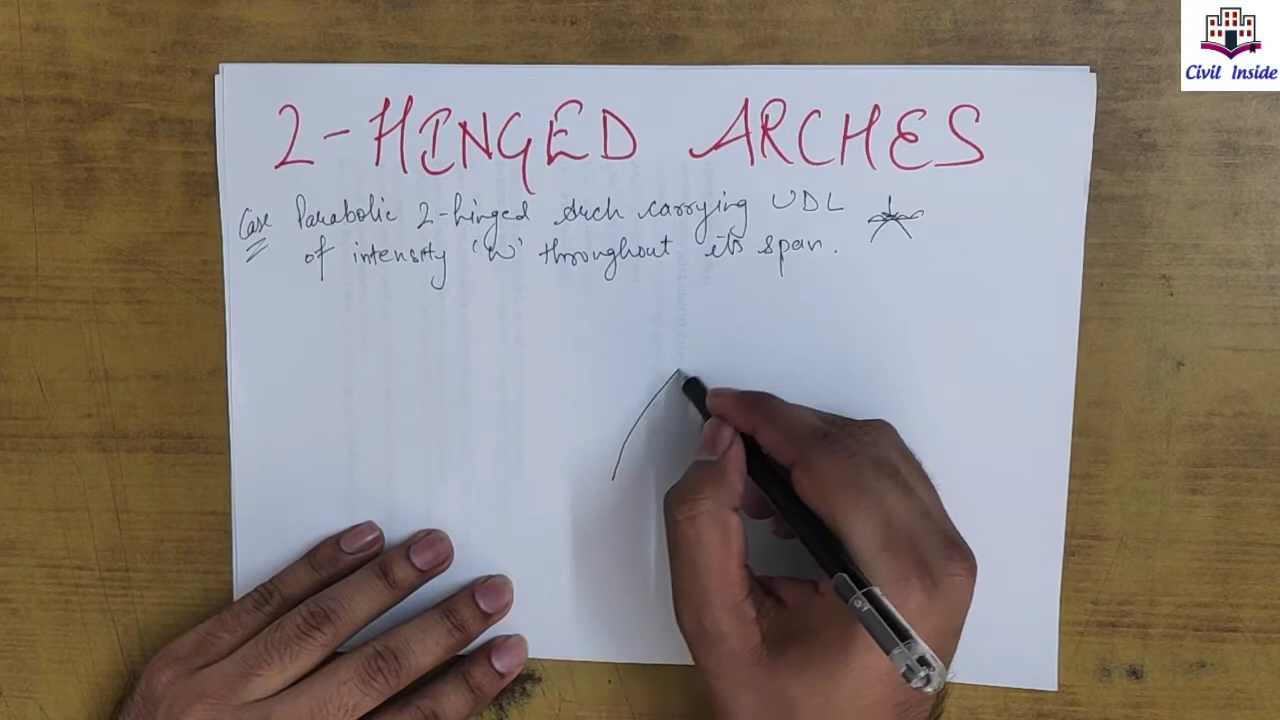 Civil Inside
2-HINGED ARCHES
Case Parabolic 2-hinged Arch carrying UDL
of intensity 'w' throughout its span.